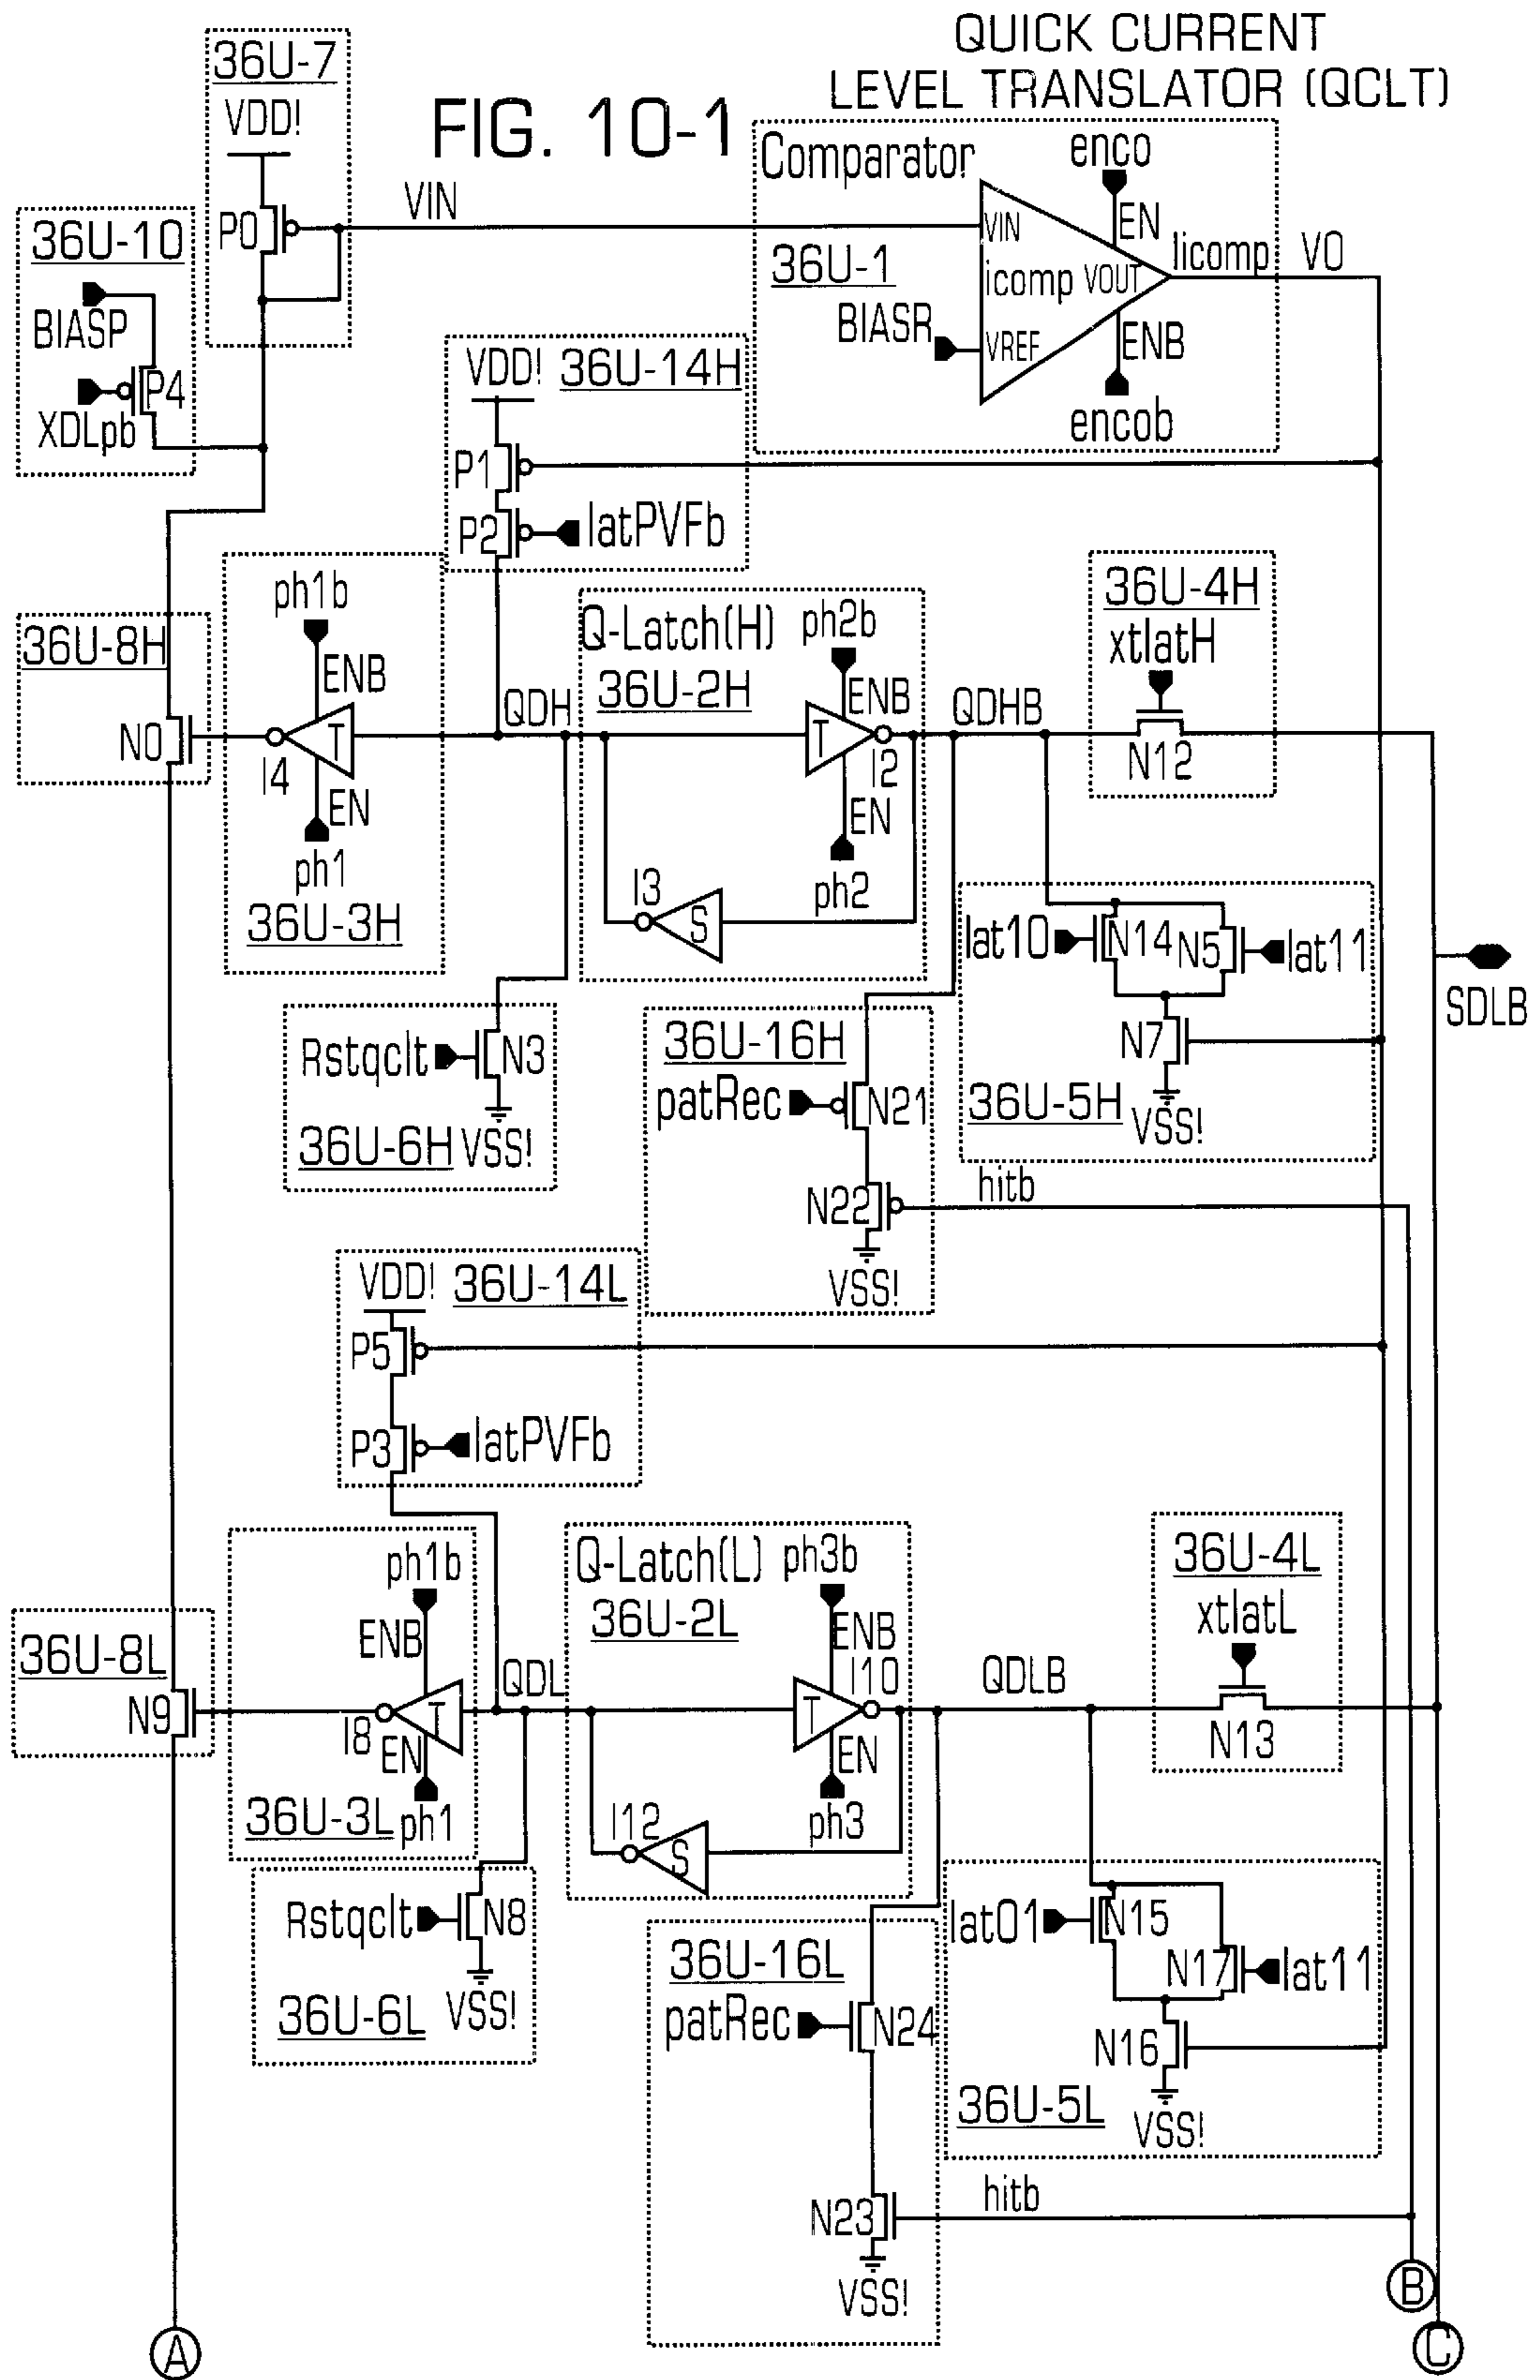 QUICK CURRENT
LEVEL TRANSLATOR (QCLT)
FIG. 10-1
36U-7
VDD!
P0
VIN
36U-10
BIASP
P4
XDLpb
Comparator
enco
EN
VIN
36U-1
icomp
VOUT
licomp
VO
BIASR
VREF
ENB
encob
VDD!
36U-14H
P1
P2
latPVFb
36U-8H
N0
ph1b
ENB
T
I4
EN
ph1
36U-3H
QDH
Q-Latch(H)
36U-2H
ph2b
ENB
T
I2
EN
ph2
I3
S
QDHB
36U-4H
xtlatH
N12
lat10
N14
N5
lat11
N7
36U-5H
VSS!
SDLB
Rstqclt
N3
36U-6H
VSS!
36U-16H
patRec
N21
N22
VSS!
hitb
VDD!
36U-14L
P5
P3
latPVFb
36U-8L
N9
ph1b
ENB
T
I8
EN
36U-3L
ph1
QDL
Q-Latch(L)
36U-2L
ph3b
ENB
I10
T
EN
ph3
I12
S
QDLB
36U-4L
xtlatL
N13
Rstqclt
N8
36U-6L
VSS!
lat01
N15
N17
lat11
N16
36U-5L
VSS!
36U-16L
patRec
N24
N23
VSS!
hitb
A
B
C